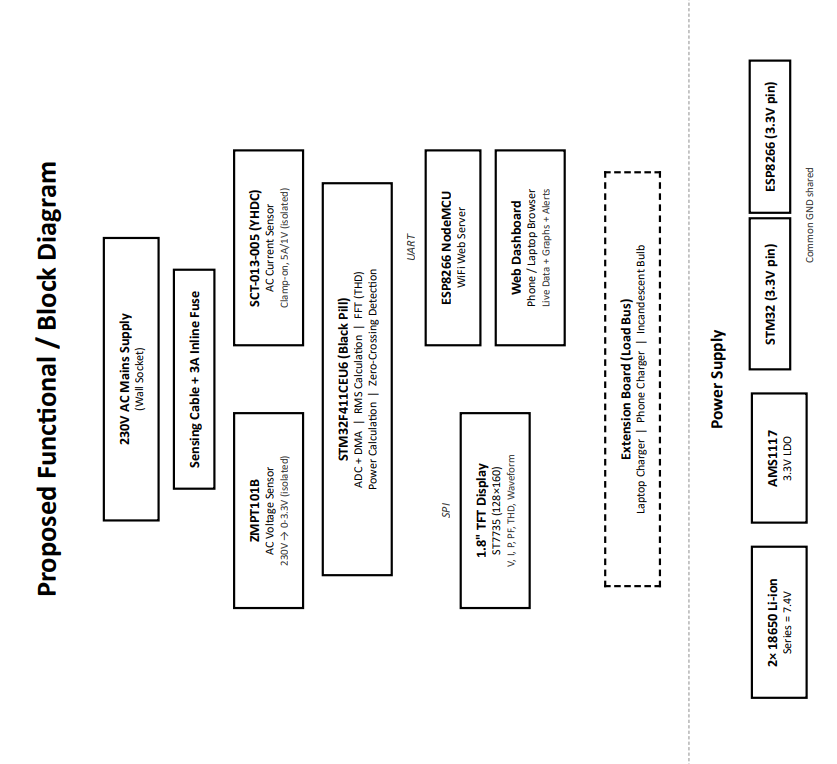 Proposed Functional / Block Diagram
230V AC Mains Supply
(Wall Socket)
Sensing Cable + 3A Inline Fuse
ZMPT101B
AC Voltage Sensor
230V → 0-3.3V (isolated)
SCT-013-005 (YHDC)
AC Current Sensor
Clamp-on, 5A/1V (isolated)
STM32F411CEU6 (Black Pill)
ADC + DMA | RMS Calculation | FFT (THD)
Power Calculation | Zero-Crossing Detection
SPI
UART
1.8" TFT Display
ST7735 (128×160)
V, I, P, PF, THD, Waveform
ESP8266 NodeMCU
WiFi Web Server
Web Dashboard
Phone / Laptop Browser
Live Data + Graphs + Alerts
Extension Board (Load Bus)
Laptop Charger | Phone Charger | Incandescent Bulb
Power Supply
2× 18650 Li-ion
Series = 7.4V
AMS1117
3.3V LDO
STM32 (3.3V pin)
ESP8266 (3.3V pin)
Common GND shared